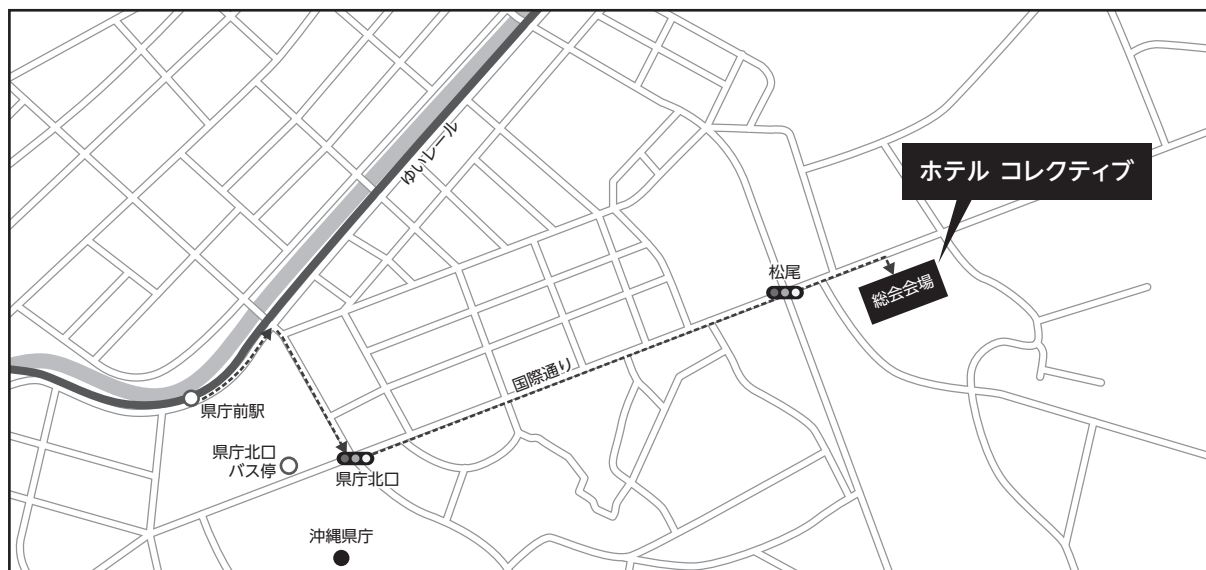 ゆいレール
ホテル コレクティブ
松尾
総会会場
国際通り
県庁前駅
県庁北口
バス停
県庁北口
沖縄県庁